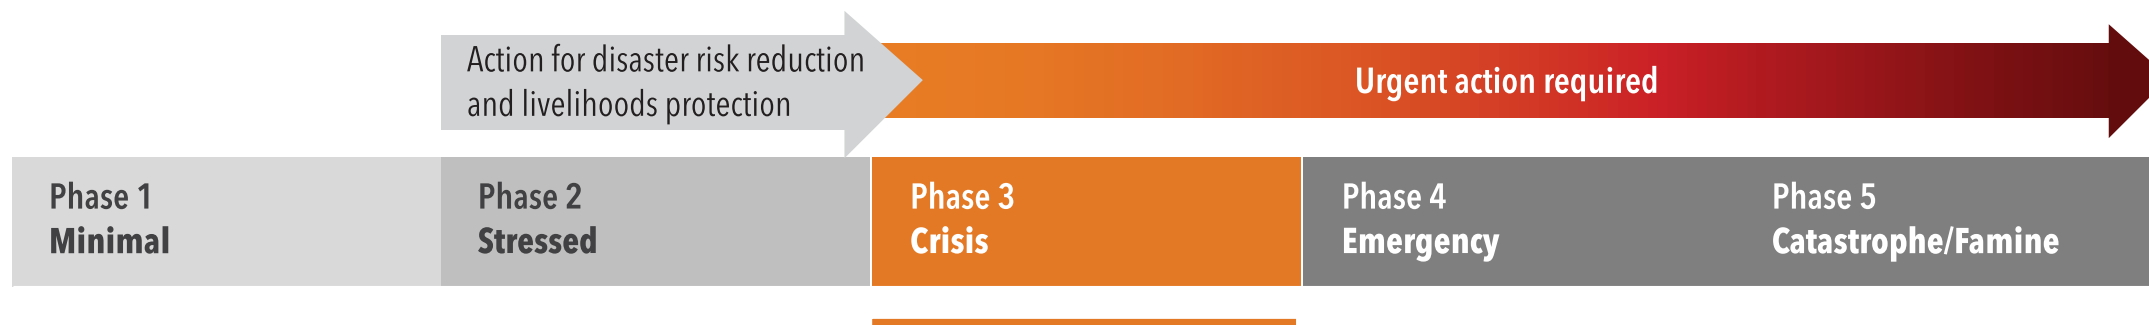 Action for disaster risk reduction
and livelihoods protection
Urgent action required
Phase 1
Minimal
Phase 2
Stressed
Phase 3
Crisis
Phase 4
Emergency
Phase 5
Catastrophe/Famine